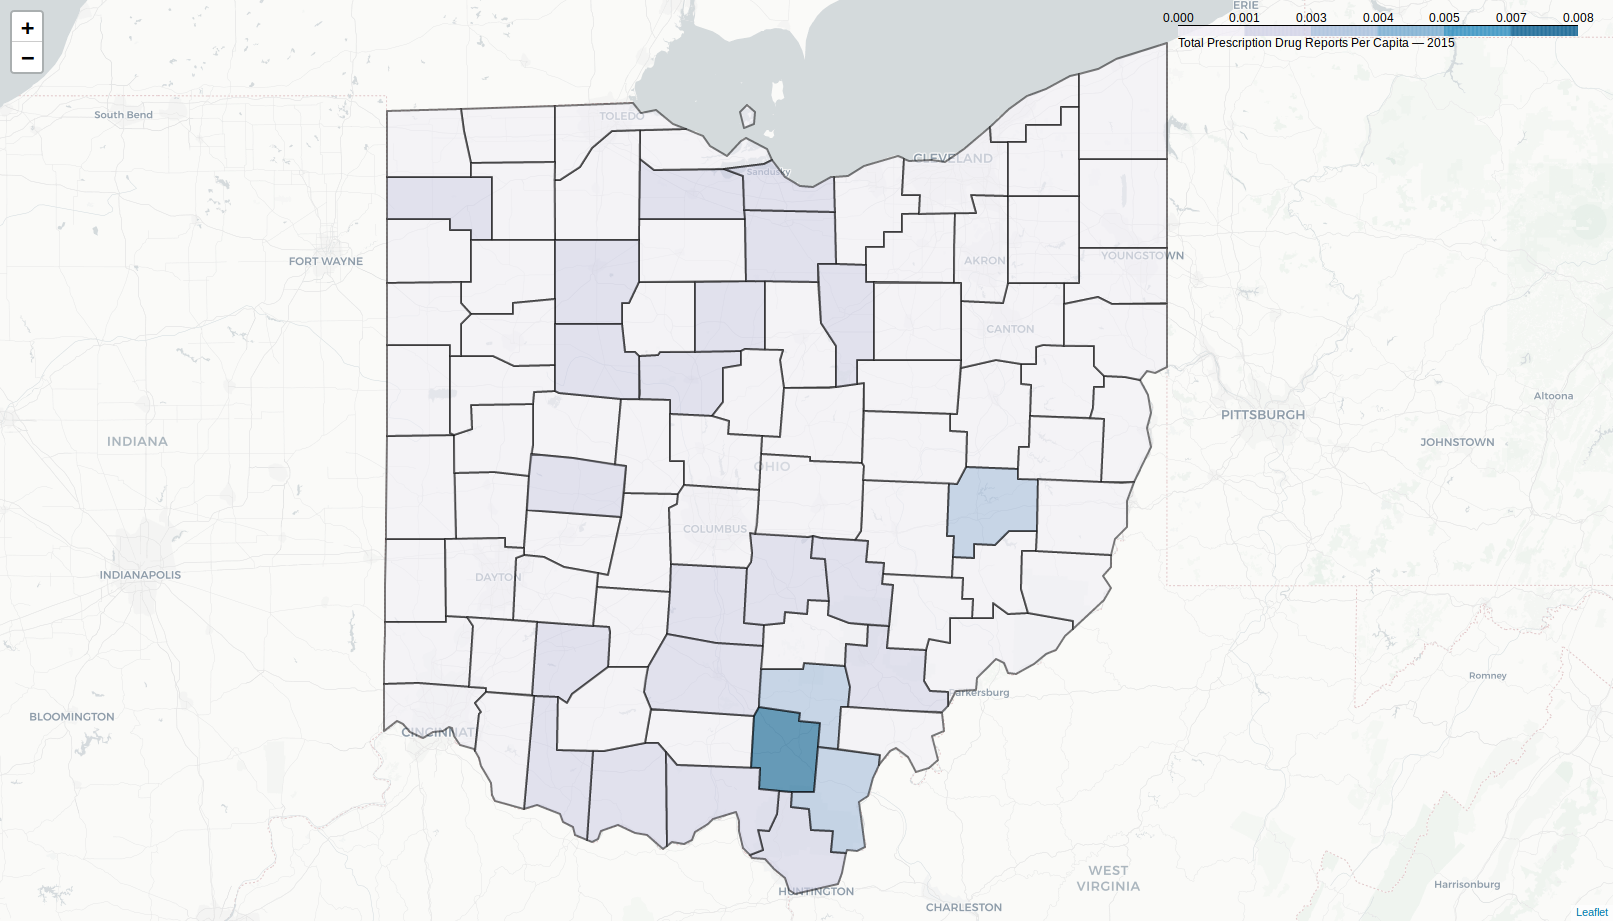 ERIE
+
−
0.000 0.001 0.003 0.004 0.005 0.007 0.008
Total Prescription Drug Reports Per Capita — 2015
South Bend
TOLEDO
CLEVELAND
Sandusky
FORT WAYNE
AKRON
YOUNGSTOWN
CANTON
Altoona
PITTSBURGH
INDIANA
JOHNSTOWN
OHIO
COLUMBUS
INDIANAPOLIS
DAYTON
Romney
arkersburg
BLOOMINGTON
CINCINNAT
WEST
VIRGINIA
Harrisonburg
HUNTINGTON
CHARLESTON
Leaflet